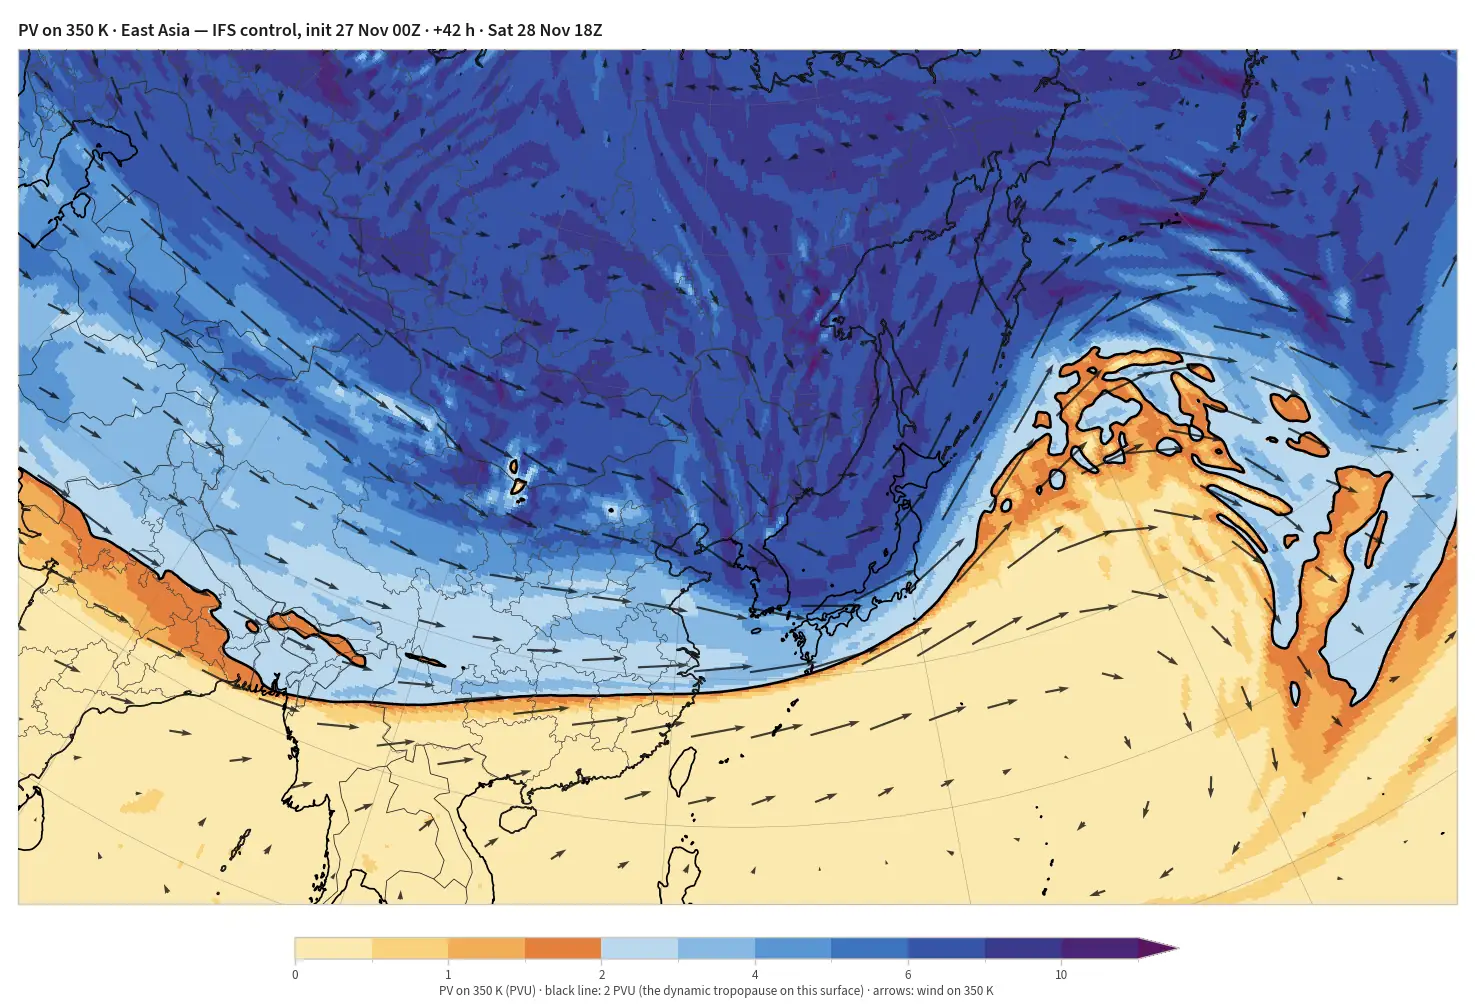 PV on 350 K · East Asia — IFS control, init 27 Nov 00Z · +42 h · Sat 28 Nov 18Z
0 1 2 4 6 10
PV on 350 K (PVU) · black line: 2 PVU (the dynamic tropopause on this surface) · arrows: wind on 350 K